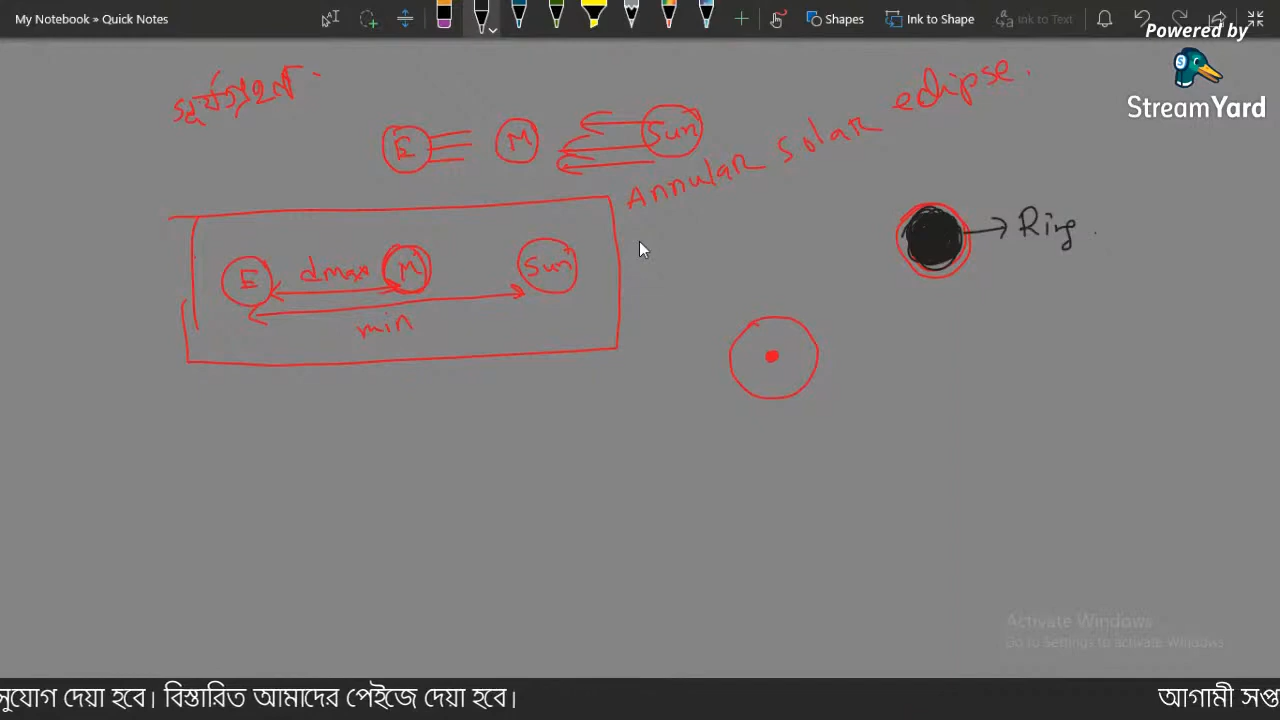 My Notebook » Quick Notes
Shapes
Ink to Shape
Ink to Text
Powered by
StreamYard
সূর্যগ্রহণ
E M Sun
Annular solar eclipse.
Ring
E dmax M Sun
min
Activate Windows
Go to Settings to activate Windows.
সুযোগ দেয়া হবে। বিস্তারিত আমাদের পেইজে দেয়া হবে।
আগামী সপ্ত